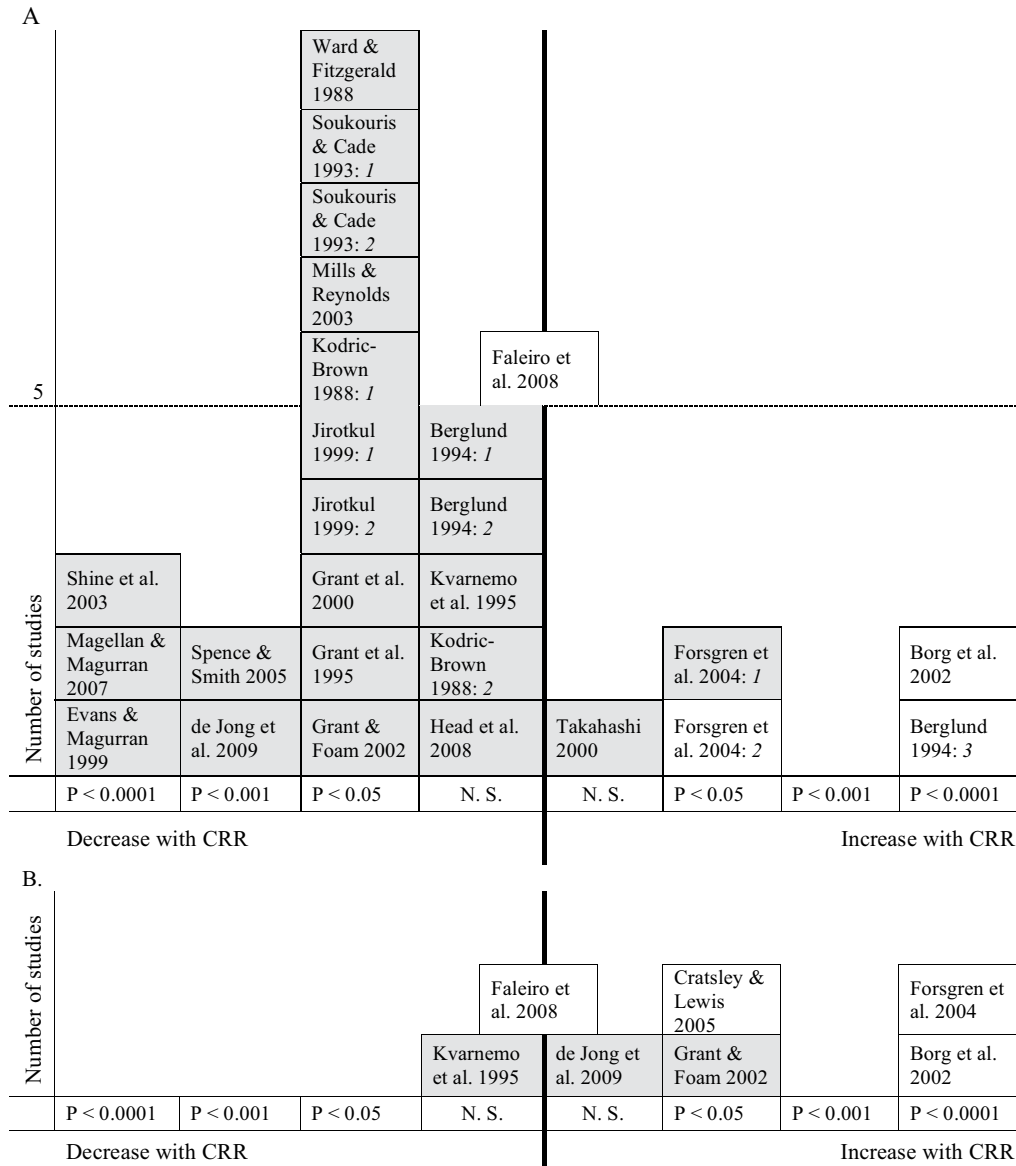 A
Ward &
Fitzgerald
1988
Soukouris
& Cade
1993: 1
Soukouris
& Cade
1993: 2
Mills &
Reynolds
2003
Kodric-
Brown
1988: 1
Faleiro et
al. 2008
5
Jirotkul
1999: 1
Berglund
1994: 1
Jirotkul
1999: 2
Berglund
1994: 2
Shine et al.
2003
Grant et al.
2000
Kvarnemo
et al. 1995
Magellan &
Magurran
2007
Spence &
Smith 2005
Grant et al.
1995
Kodric-
Brown
1988: 2
Forsgren et
al. 2004: 1
Borg et al.
2002
Evans &
Magurran
1999
de Jong et
al. 2009
Grant &
Foam 2002
Head et al.
2008
Takahashi
2000
Forsgren et
al. 2004: 2
Berglund
1994: 3
Number of studies
P < 0.0001 P < 0.001 P < 0.05 N. S. N. S. P < 0.05 P < 0.001 P < 0.0001
Decrease with CRR Increase with CRR
B.
Number of studies
Faleiro et
al. 2008
Cratsley &
Lewis
2005
Forsgren et
al. 2004
Kvarnemo
et al. 1995
de Jong et
al. 2009
Grant &
Foam 2002
Borg et al.
2002
P < 0.0001 P < 0.001 P < 0.05 N. S. N. S. P < 0.05 P < 0.001 P < 0.0001
Decrease with CRR Increase with CRR